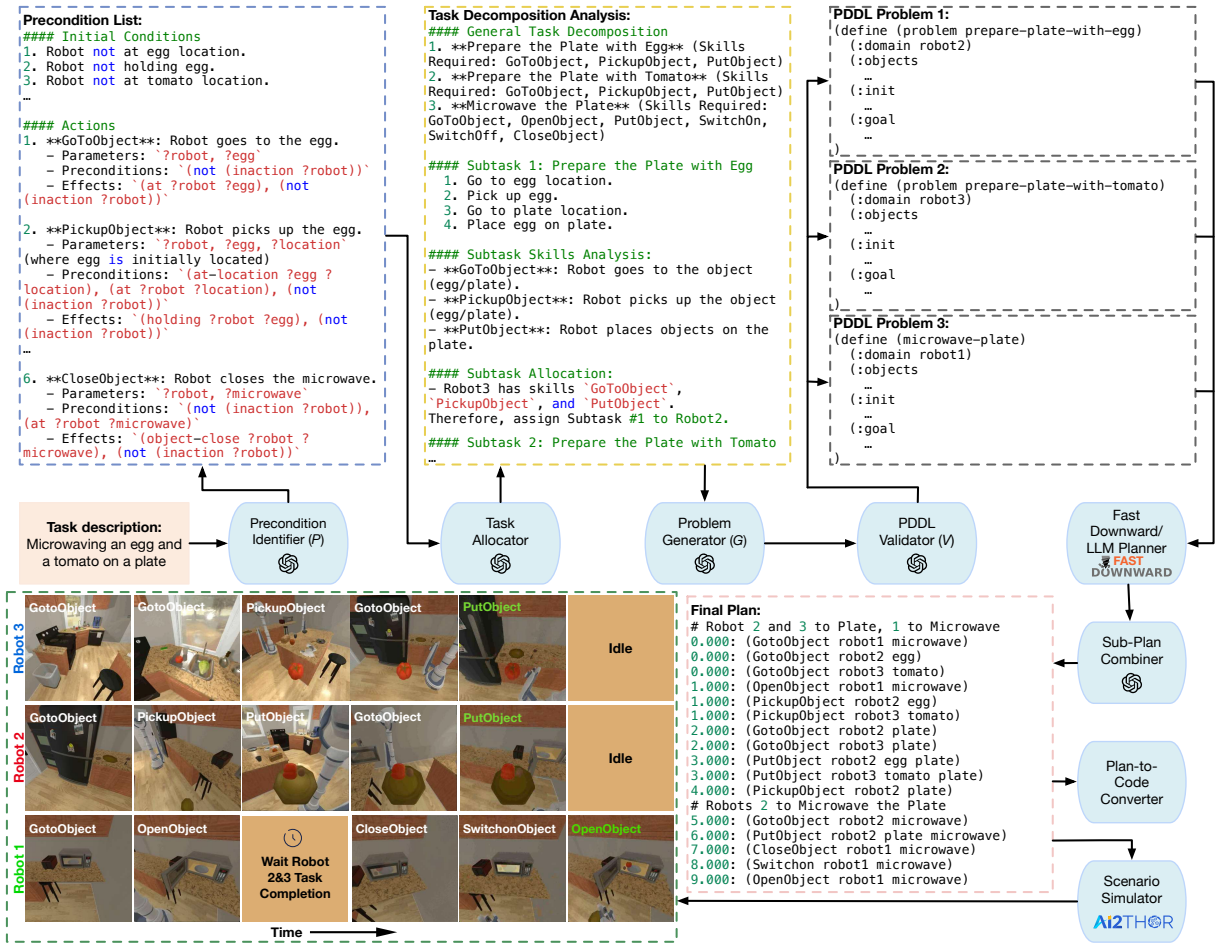 Precondition List:
#### Initial Conditions
1. Robot not at egg location.
2. Robot not holding egg.
3. Robot not at tomato location.
…
#### Actions
1. **GoToObject**: Robot goes to the egg.
– Parameters: `?robot, ?egg`
– Preconditions: `(not (inaction ?robot))`
– Effects: `(at ?robot ?egg), (not
(inaction ?robot))`
2. **PickupObject**: Robot picks up the egg.
– Parameters: `?robot, ?egg, ?location`
(where egg is initially located)
– Preconditions: `(at-location ?egg ?
location), (at ?robot ?location), (not
(inaction ?robot))`
– Effects: `(holding ?robot ?egg), (not
(inaction ?robot))`
…
6. **CloseObject**: Robot closes the microwave.
– Parameters: `?robot, ?microwave`
– Preconditions: `(not (inaction ?robot)),
(at ?robot ?microwave)`
– Effects: `(object-close ?robot ?
microwave), (not (inaction ?robot))`
Task Decomposition Analysis:
#### General Task Decomposition
1. **Prepare the Plate with Egg** (Skills
Required: GoToObject, PickupObject, PutObject)
2. **Prepare the Plate with Tomato** (Skills
Required: GoToObject, PickupObject, PutObject)
3. **Microwave the Plate** (Skills Required:
GoToObject, OpenObject, PutObject, SwitchOn,
SwitchOff, CloseObject)
#### Subtask 1: Prepare the Plate with Egg
1. Go to egg location.
2. Pick up egg.
3. Go to plate location.
4. Place egg on plate.
#### Subtask Skills Analysis:
– **GoToObject**: Robot goes to the object
(egg/plate).
– **PickupObject**: Robot picks up the object
(egg/plate).
– **PutObject**: Robot places objects on the
plate.
#### Subtask Allocation:
– Robot3 has skills `GoToObject`,
`PickupObject`, and `PutObject`.
Therefore, assign Subtask #1 to Robot2.
#### Subtask 2: Prepare the Plate with Tomato
…
PDDL Problem 1:
(define (problem prepare-plate-with-egg)
(:domain robot2)
(:objects
…
(:init
…
(:goal
…
)
PDDL Problem 2:
(define (problem prepare-plate-with-tomato)
(:domain robot3)
(:objects
…
(:init
…
(:goal
…
)
PDDL Problem 3:
(define (microwave-plate)
(:domain robot1)
(:objects
…
(:init
…
(:goal
…
)
Task description:
Microwaving an egg and
a tomato on a plate
Precondition
Identifier (P)
Task
Allocator
Problem
Generator (G)
PDDL
Validator (V)
Fast
Downward/
LLM Planner
FAST
DOWNWARD
Sub-Plan
Combiner
Plan-to-
Code
Converter
Scenario
Simulator
Ai2THOR
Final Plan:
# Robot 2 and 3 to Plate, 1 to Microwave
0.000: (GotoObject robot1 microwave)
0.000: (GotoObject robot2 egg)
0.000: (GotoObject robot3 tomato)
1.000: (OpenObject robot1 microwave)
1.000: (PickupObject robot2 egg)
1.000: (PickupObject robot3 tomato)
2.000: (GotoObject robot2 plate)
2.000: (GotoObject robot3 plate)
3.000: (PutObject robot2 egg plate)
3.000: (PutObject robot3 tomato plate)
4.000: (PickupObject robot2 plate)
# Robots 2 to Microwave the Plate
5.000: (GotoObject robot2 microwave)
6.000: (PutObject robot2 plate microwave)
7.000: (CloseObject robot1 microwave)
8.000: (Switchon robot1 microwave)
9.000: (OpenObject robot1 microwave)
Robot 3
GotoObject
GotoObject
PickupObject
GotoObject
PutObject
Idle
Robot 2
GotoObject
PickupObject
PutObject
GotoObject
PutObject
Idle
Robot 1
GotoObject
OpenObject
Wait Robot
2&3 Task
Completion
CloseObject
SwitchonObject
OpenObject
Time